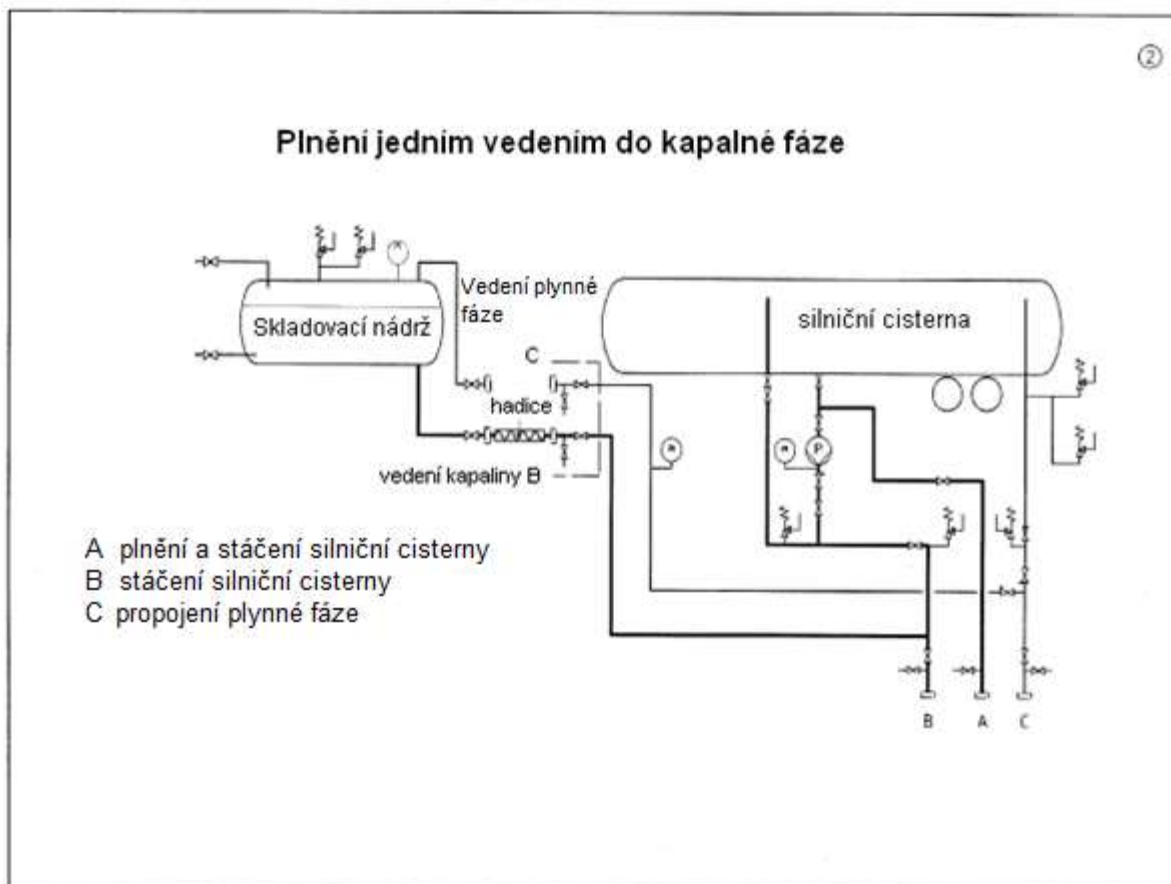 ②
Plnění jedním vedením do kapalné fáze
Vedení plynné
fáze
Skladovací nádrž
silniční cisterna
C
hadice
P
vedení kapaliny B
A plnění a stáčení silniční cisterny
B stáčení silniční cisterny
C propojení plynné fáze
B A C